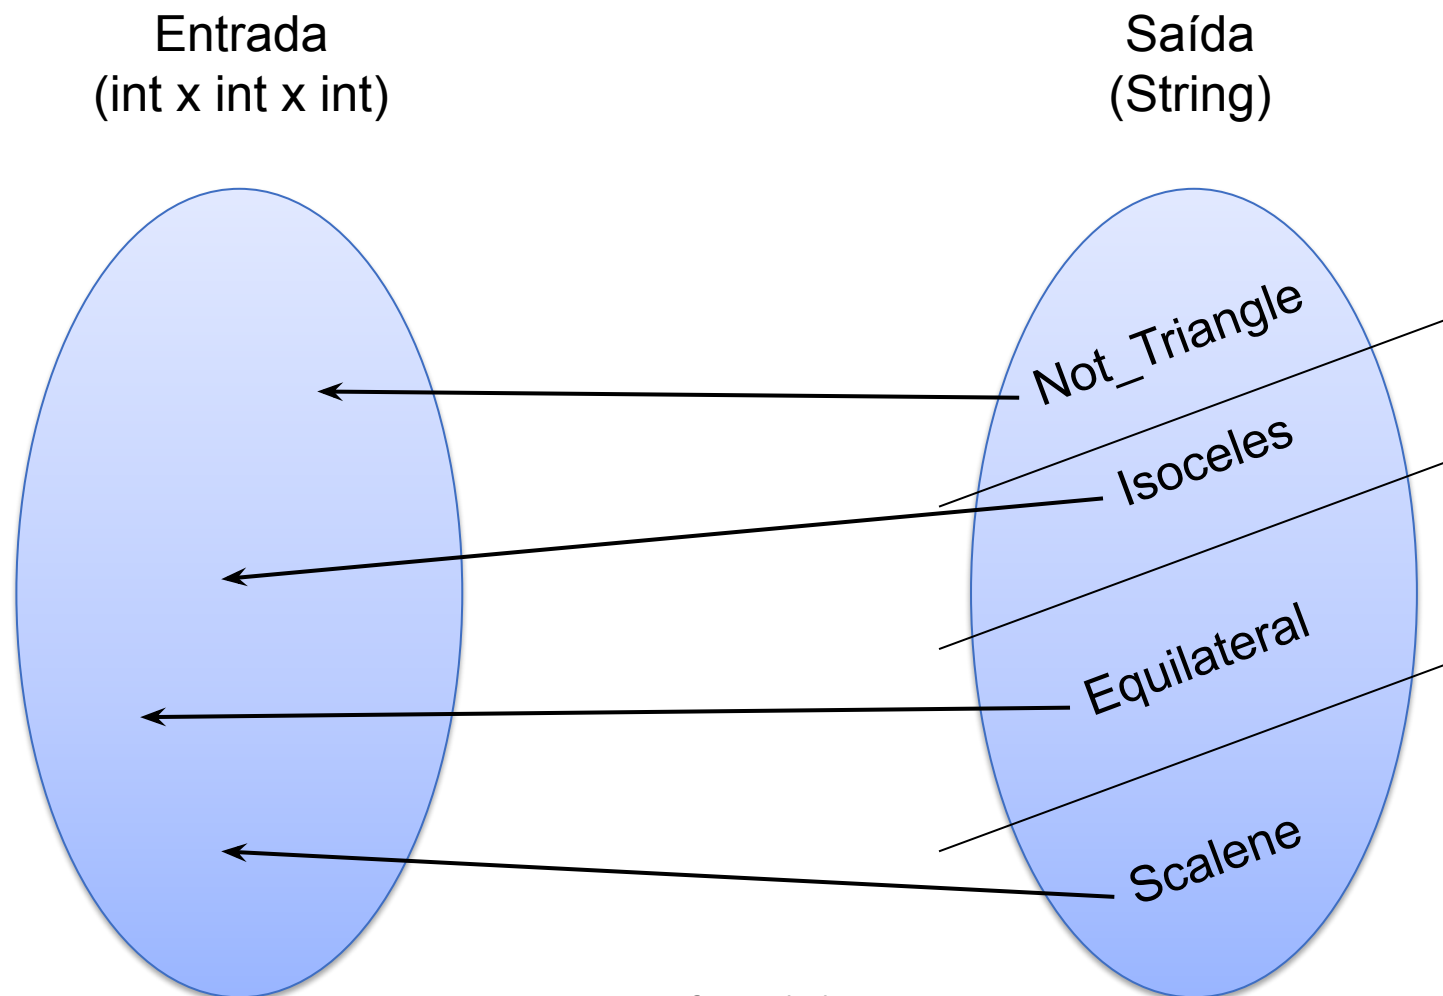 Entrada
(int x int x int)
Saída
(String)
Not_Triangle
Isoceles
Equilateral
Scalene